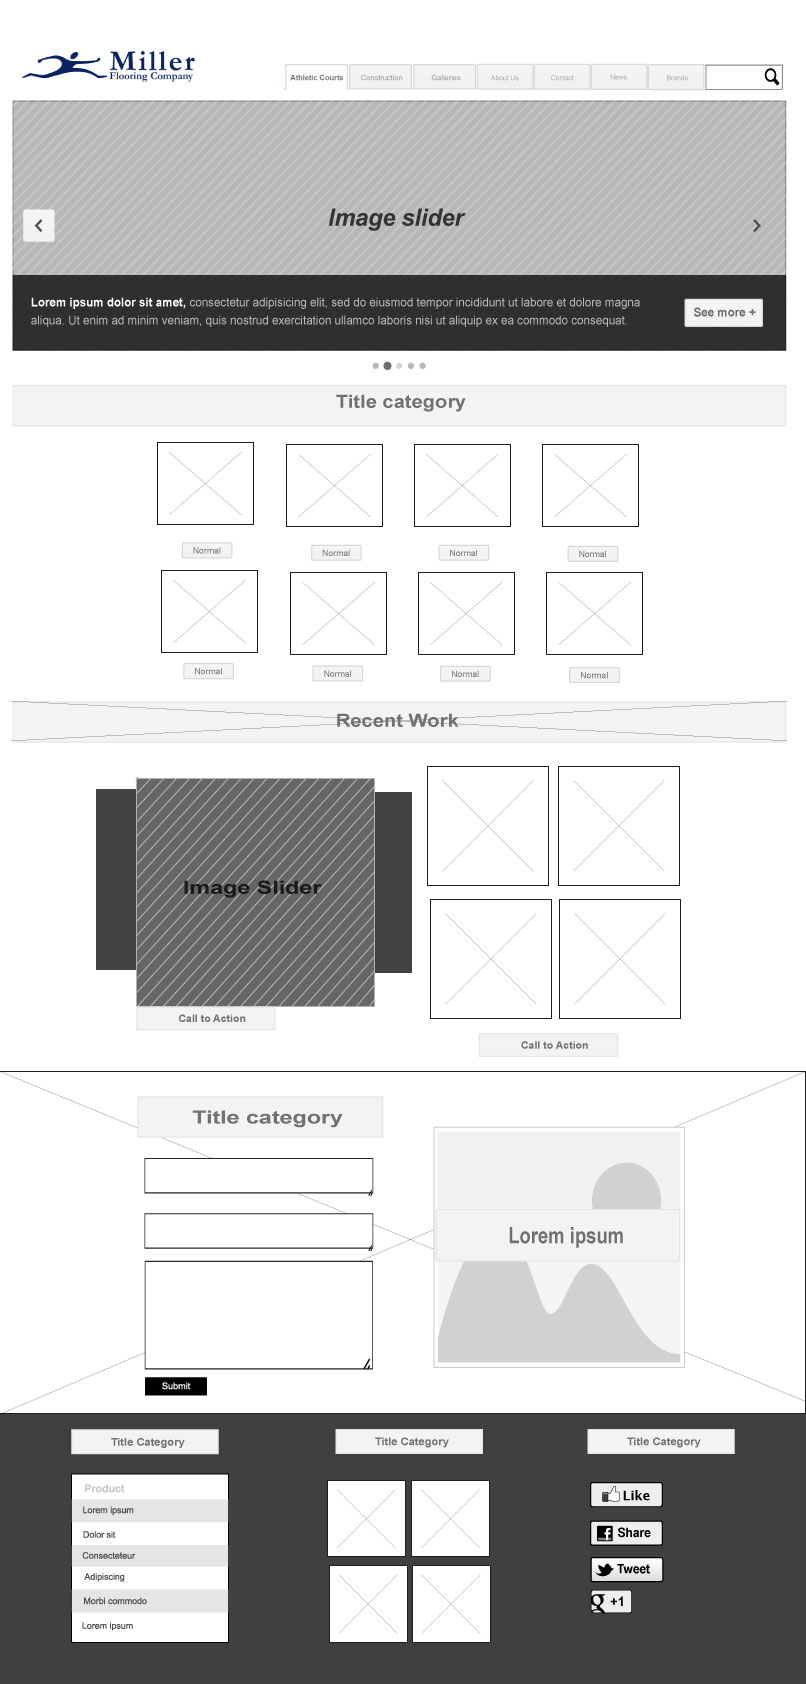 Miller
Flooring Company
Athletic Courts
Construction
Galleries
About Us
Contact
News
Brands
Image slider
Lorem ipsum dolor sit amet, consectetur adipisicing elit, sed do eiusmod tempor incididunt ut labore et dolore magna
aliqua. Ut enim ad minim veniam, quis nostrud exercitation ullamco laboris nisi ut aliquip ex ea commodo consequat.
See more +
Title category
Normal
Normal
Normal
Normal
Normal
Normal
Normal
Normal
Recent Work
Image Slider
Call to Action
Call to Action
Title category
Lorem ipsum
Submit
Title Category
Product
Lorem ipsum
Dolor sit
Consecteteur
Adipiscing
Morbi commodo
Lorem ipsum
Title Category
Title Category
Like
Share
Tweet
g +1